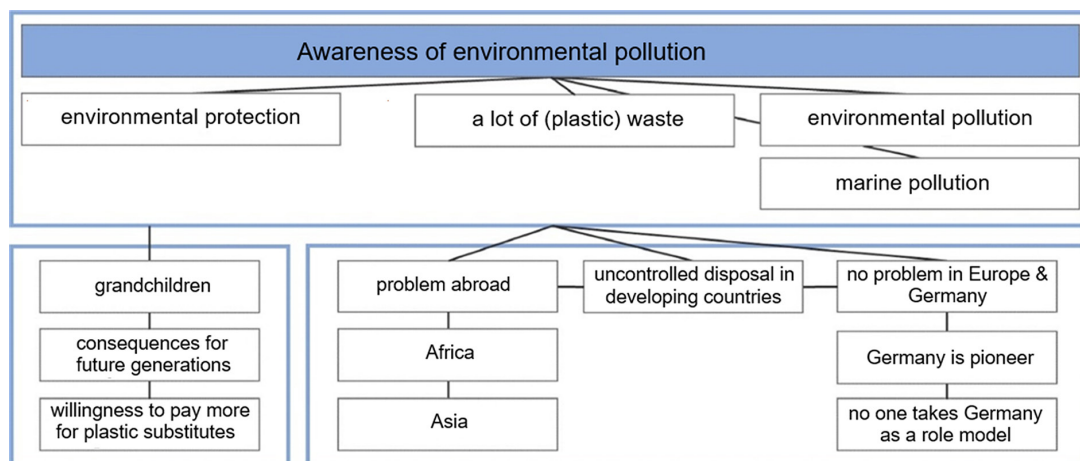 Awareness of environmental pollution
environmental protection
a lot of (plastic) waste
environmental pollution
marine pollution
grandchildren
consequences for
future generations
willingness to pay more
for plastic substitutes
problem abroad
uncontrolled disposal in
developing countries
no problem in Europe &
Germany
Africa
Germany is pioneer
Asia
no one takes Germany
as a role model